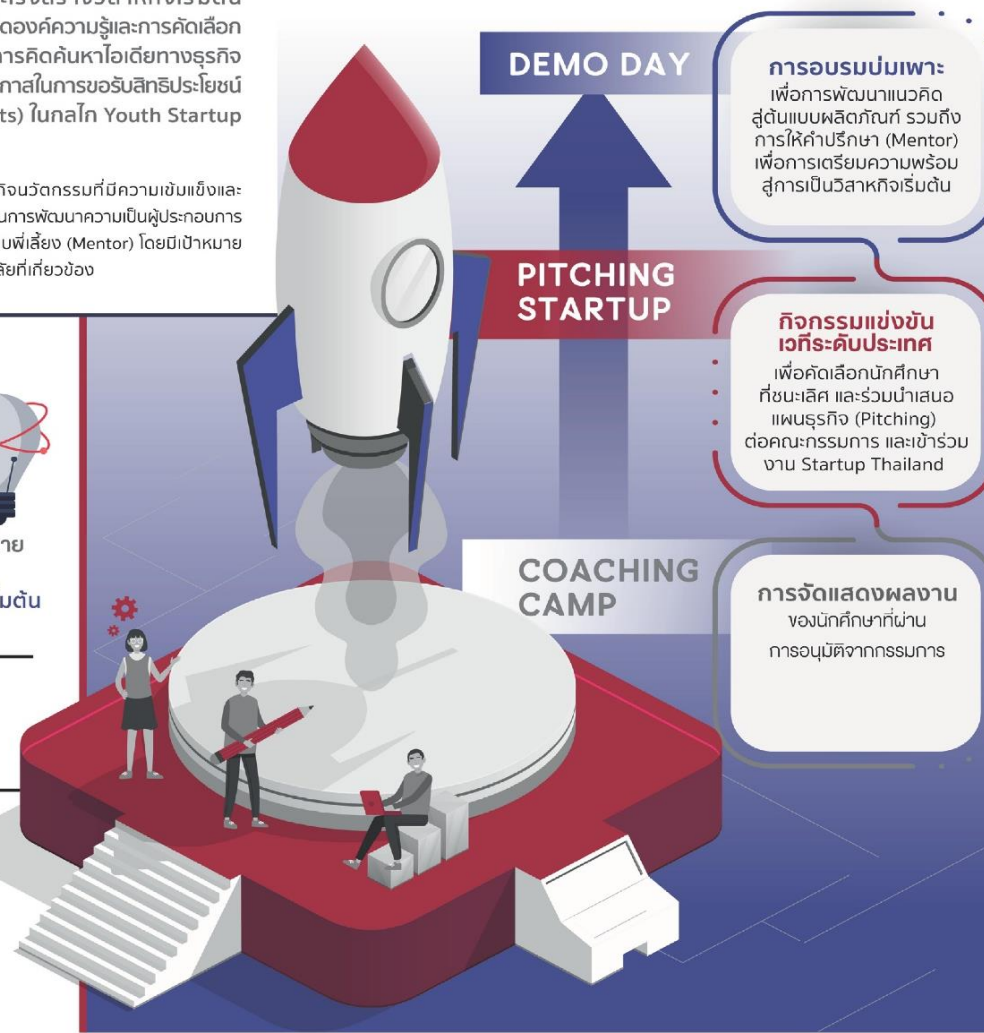 ดองค์ความรู้และการคัดเลือก
การคิดค้นหาไอเดียทางธุรกิจ
กาสในการขอรับสิทธิประโยชน์
ts) ในกลไก Youth Startup
กิจนวัตกรรมที่มีความเข้มแข็งและ
นการพัฒนาความเป็นผู้ประกอบการ
บพี่เลี้ยง (Mentor) โดยมีเป้าหมาย
ลัยที่เกี่ยวข้อง
าย
มต้น
DEMO DAY
การอบรมบ่มเพาะ
เพื่อการพัฒนาแนวคิด
สู่ต้นแบบผลิตภัณฑ์ รวมถึง
การให้คำปรึกษา (Mentor)
เพื่อการเตรียมความพร้อม
สู่การเป็นวิสาหกิจเริ่มต้น
PITCHING
STARTUP
กิจกรรมแข่งขัน
เวทีระดับประเทศ
เพื่อคัดเลือกนักศึกษา
ที่ชนะเลิศ และร่วมนำเสนอ
แผนธุรกิจ (Pitching)
ต่อคณะกรรมการ และเข้าร่วม
งาน Startup Thailand
COACHING
CAMP
การจัดแสดงผลงาน
ของนักศึกษาที่ผ่าน
การอนุมัติจากกรรมการ